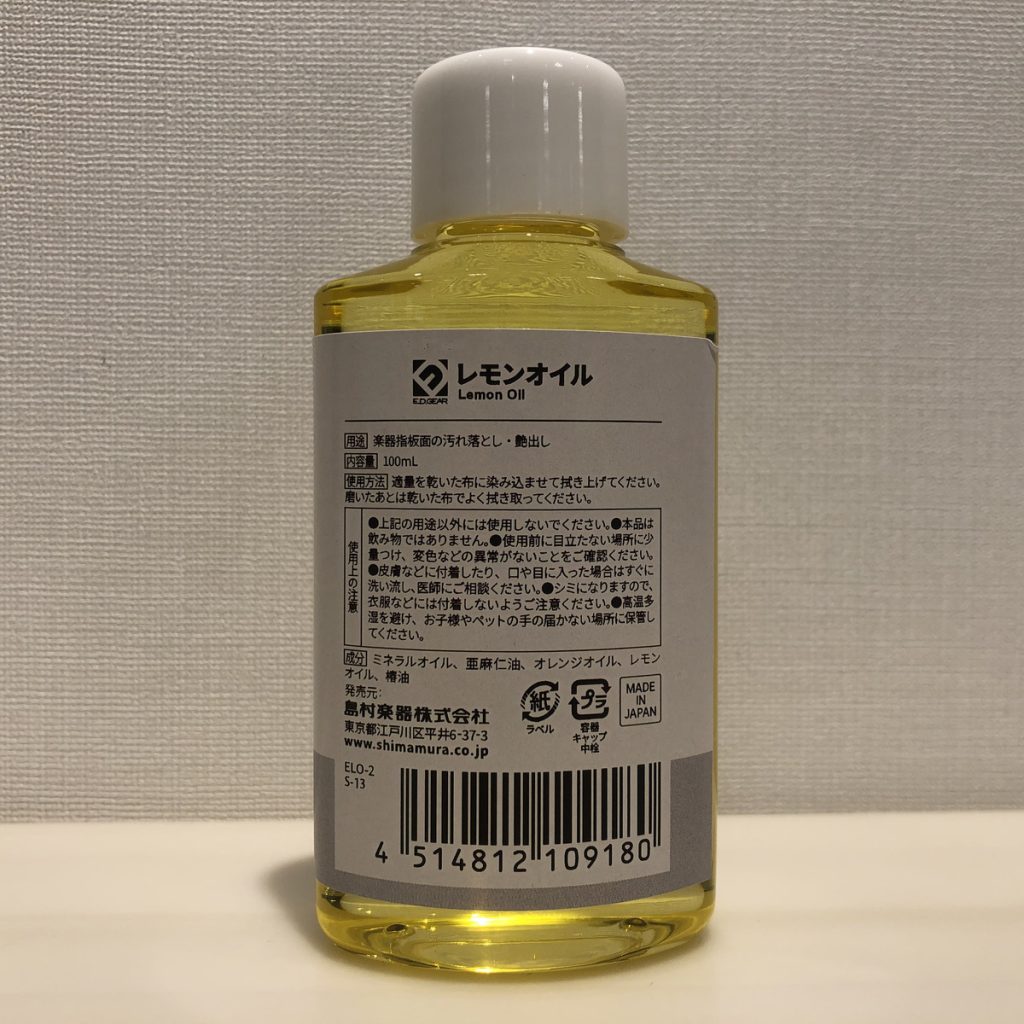 E.D.GEAR
レモンオイル
Lemon Oil
用途 楽器指板面の汚れ落とし・艶出し
内容量 100mL
使用方法 適量を乾いた布に染み込ませて拭き上げてください。
磨いたあとは乾いた布でよく拭き取ってください。
使用上の注意
●上記の用途以外には使用しないでください。●本品は
飲み物ではありません。●使用前に目立たない場所に少
量つけ、変色などの異常がないことをご確認ください。
●皮膚などに付着したり、口や目に入った場合はすぐに
洗い流し、医師にご相談ください。●シミになりますので、
衣服などには付着しないようご注意ください。●高温多
湿を避け、お子様やペットの手の届かない場所に保管し
てください。
成分 ミネラルオイル、亜麻仁油、オレンジオイル、レモン
オイル、椿油
発売元:
島村楽器株式会社
東京都江戸川区平井6-37-3
www.shimamura.co.jp
紙
ラベル
プラ
容器
キャップ
中栓
MADE
IN
JAPAN
ELO-2
S-13
4 514812 109180